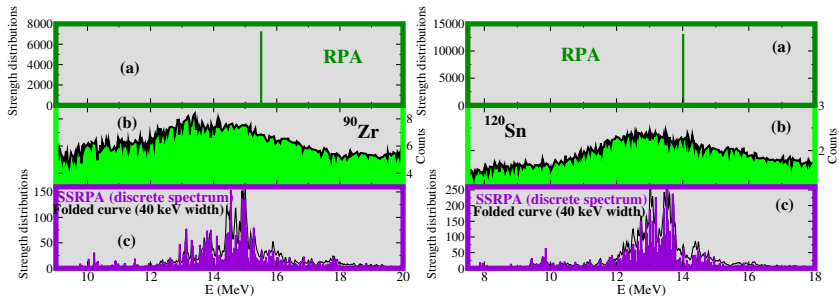 8000
6000
4000
2000
0
Strength distributions
(a)
RPA
(b)
90Zr
8
6
4
Counts
150
100
50
0
Strength distributions
SSRPA (discrete spectrum)
Folded curve (40 keV width)
(c)
10 12 14 16 18 20
E (MeV)
15000
10000
5000
0
Strength distributions
RPA
(a)
120Sn
(b)
3
2
Counts
250
200
150
100
50
0
Strength distributions
SSRPA (discrete spectrum)
Folded curve (40 keV width)
(c)
8 10 12 14 16 18
E (MeV)